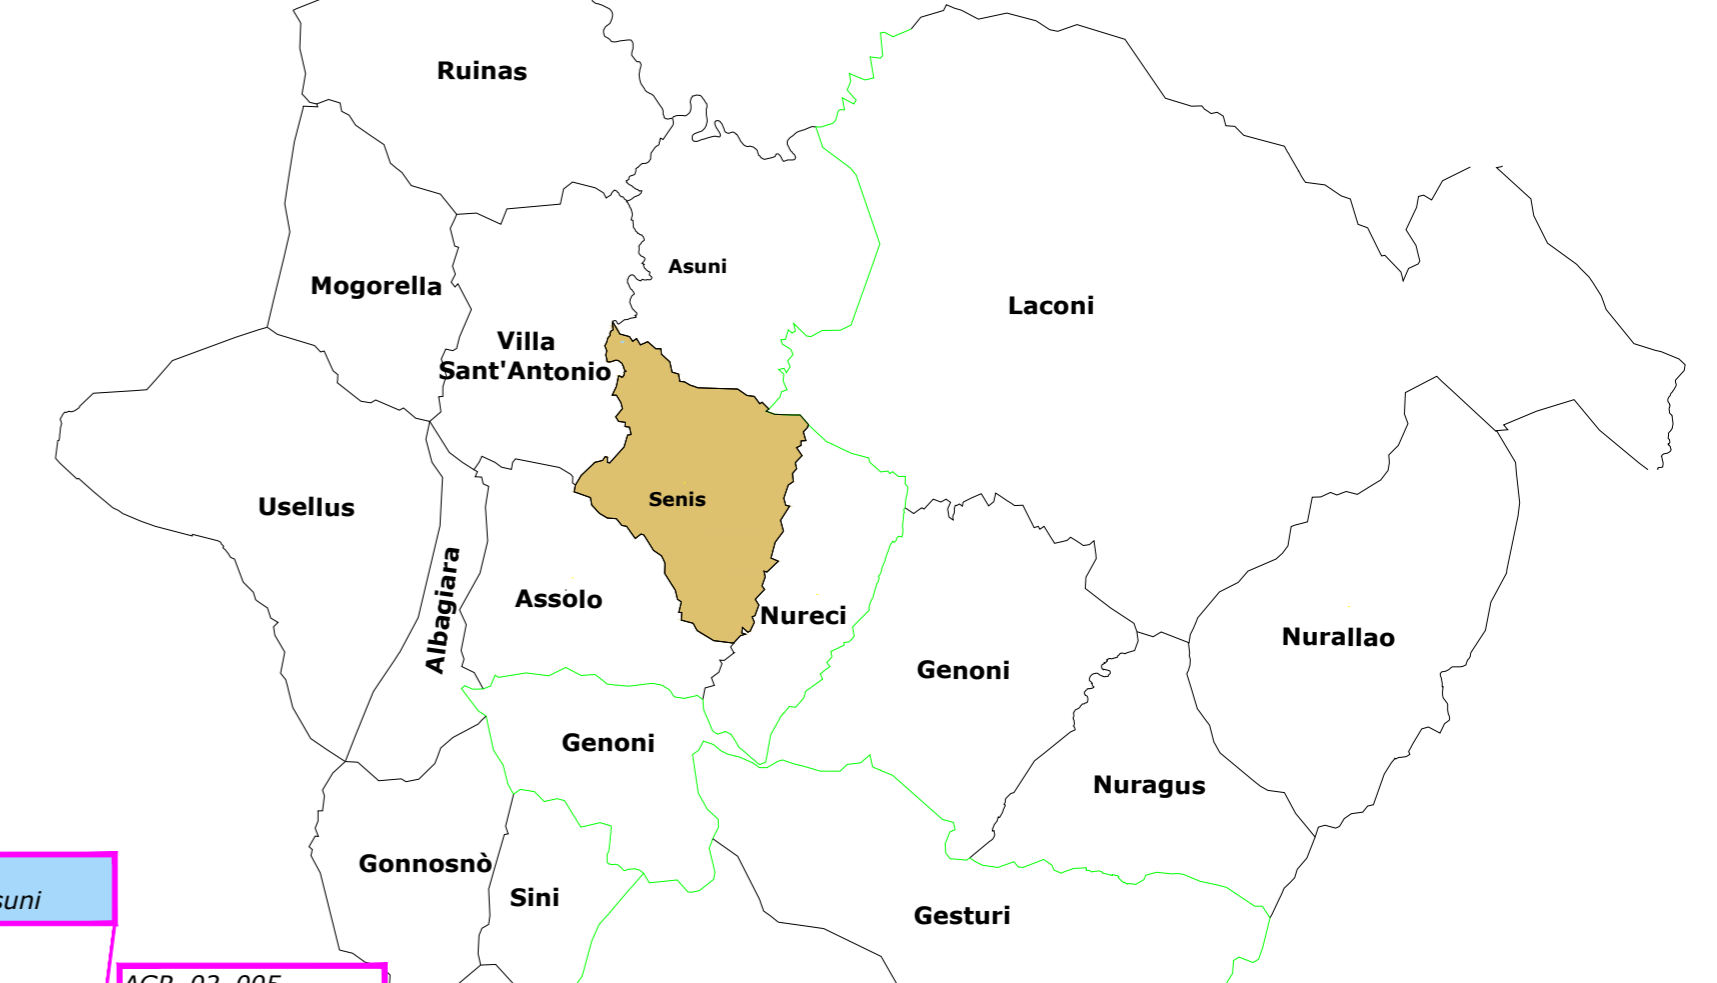 Ruinas
Asuni
Mogorella
Laconi
Villa
Sant'Antonio
Senis
Usellus
Assolo
Albagiara
Nureci
Nurallao
Genoni
Genoni
Nuragus
Gonnosnò
Sini
suni
Gesturi